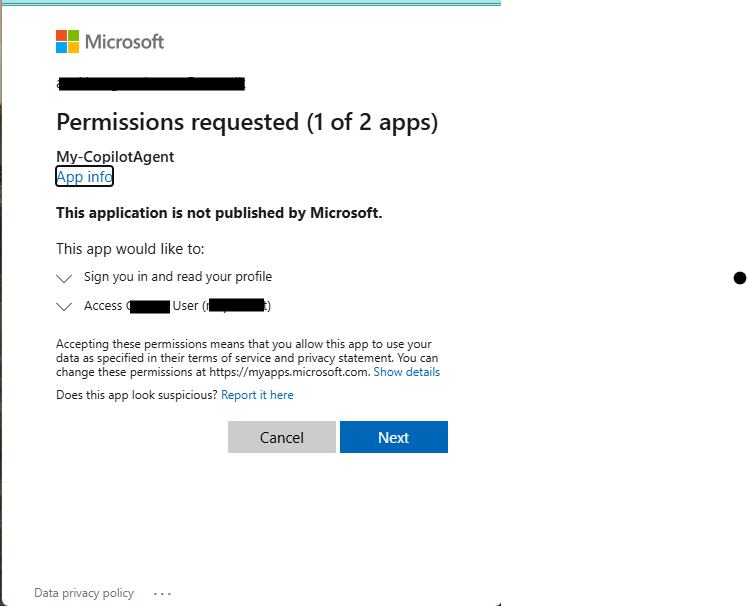 Microsoft
Permissions requested (1 of 2 apps)
My-CopilotAgent
App info
This application is not published by Microsoft.
This app would like to:
Sign you in and read your profile
Access User ( )
Accepting these permissions means that you allow this app to use your
data as specified in their terms of service and privacy statement. You can
change these permissions at https://myapps.microsoft.com. Show details
Does this app look suspicious? Report it here
Cancel Next
Data privacy policy ...